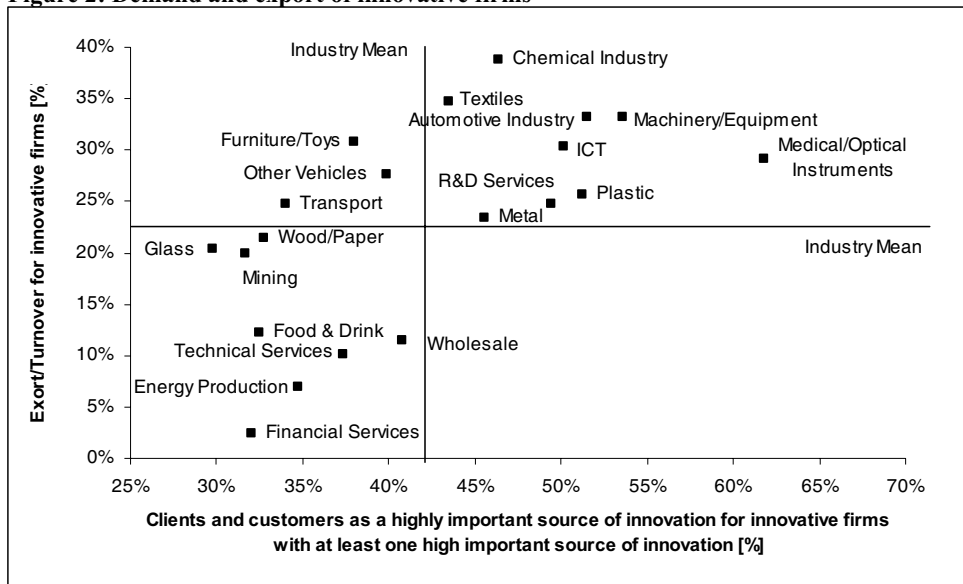 Figure 2: Demand and export of innovative firms
Exort/Turnover for innovative firms [%]
40%
35%
30%
25%
20%
15%
10%
5%
0%
Industry Mean
Chemical Industry
Textiles
Automotive Industry
Machinery/Equipment
Furniture/Toys
ICT
Medical/Optical
Instruments
Other Vehicles
R&D Services
Plastic
Transport
Metal
Wood/Paper
Industry Mean
Glass
Mining
Food & Drink
Wholesale
Technical Services
Energy Production
Financial Services
25% 30% 35% 40% 45% 50% 55% 60% 65% 70%
Clients and customers as a highly important source of innovation for innovative firms
with at least one high important source of innovation [%]